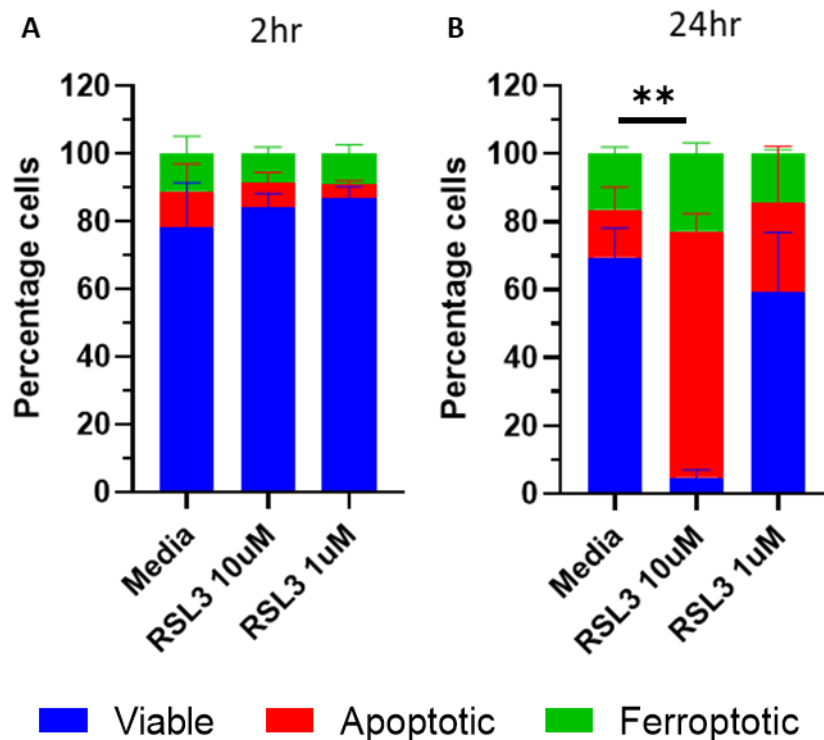 A
2hr
120
100
80
60
40
20
0
Percentage cells
Media
RSL3 10uM
RSL3 1uM
B
24hr
**
120
100
80
60
40
20
0
Percentage cells
Media
RSL3 10uM
RSL3 1uM
Viable
Apoptotic
Ferroptotic